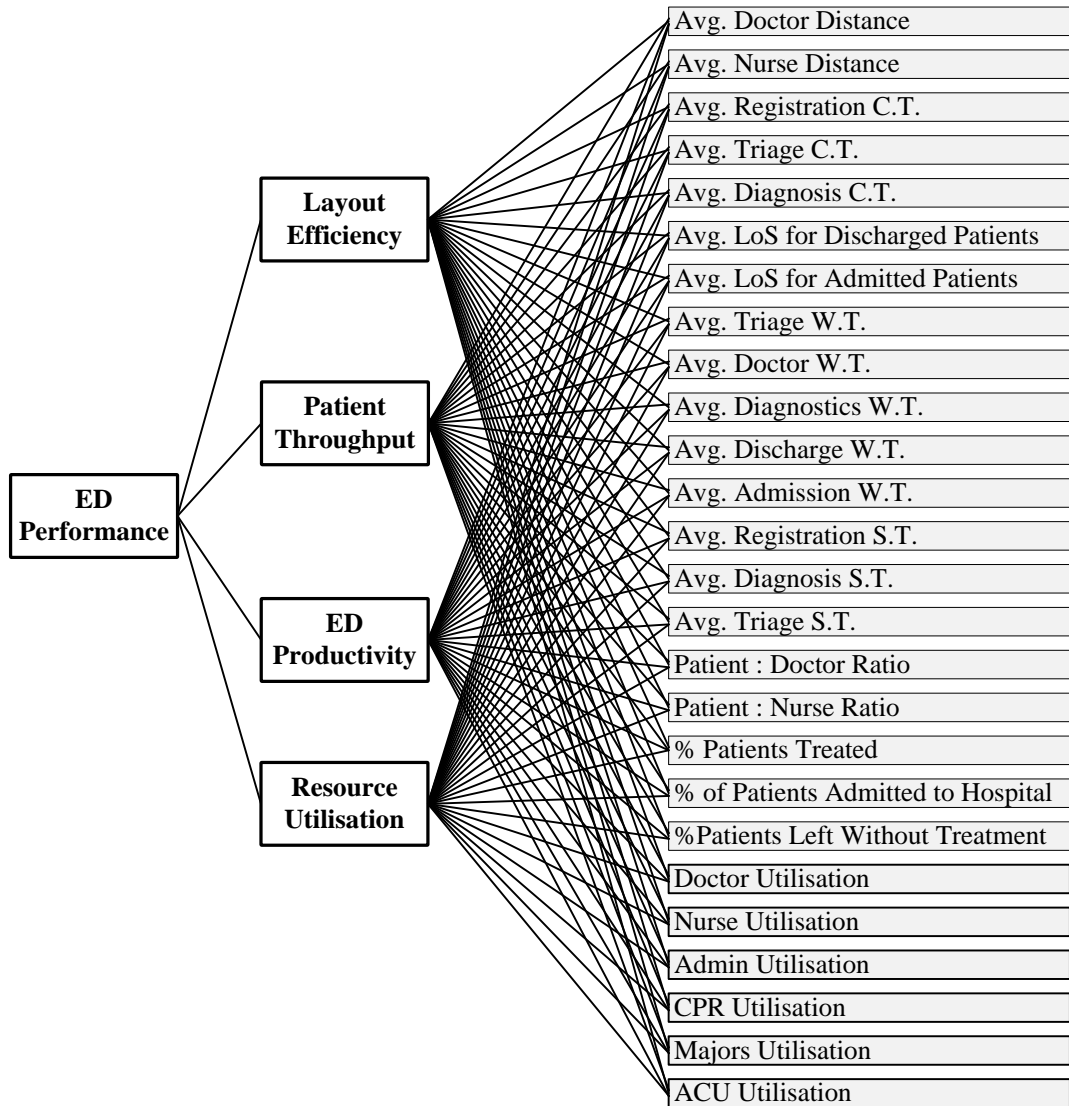 ED
Performance
Layout
Efficiency
Patient
Throughput
ED
Productivity
Resource
Utilisation
Avg. Doctor Distance
Avg. Nurse Distance
Avg. Registration C.T.
Avg. Triage C.T.
Avg. Diagnosis C.T.
Avg. LoS for Discharged Patients
Avg. LoS for Admitted Patients
Avg. Triage W.T.
Avg. Doctor W.T.
Avg. Diagnostics W.T.
Avg. Discharge W.T.
Avg. Admission W.T.
Avg. Registration S.T.
Avg. Diagnosis S.T.
Avg. Triage S.T.
Patient : Doctor Ratio
Patient : Nurse Ratio
% Patients Treated
% of Patients Admitted to Hospital
%Patients Left Without Treatment
Doctor Utilisation
Nurse Utilisation
Admin Utilisation
CPR Utilisation
Majors Utilisation
ACU Utilisation